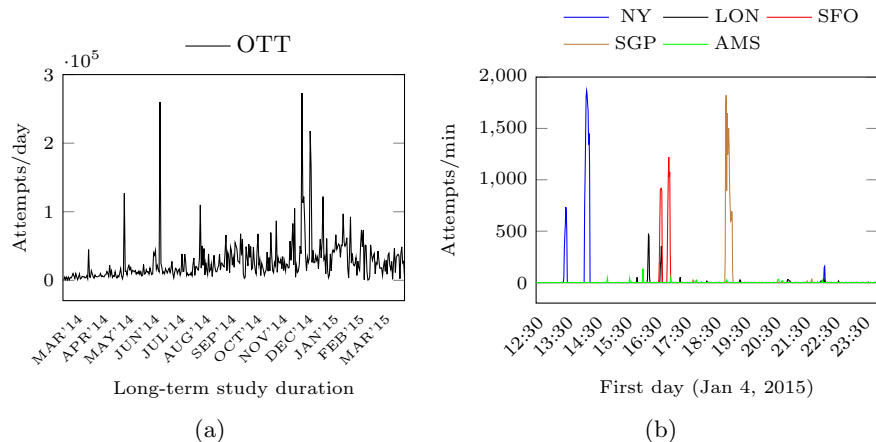 OTT
·10^5
3
2
1
0
Attempts/day
MAR'14
APR'14
MAY'14
JUN'14
JUL'14
AUG'14
SEP'14
OCT'14
NOV'14
DEC'14
JAN'15
FEB'15
MAR'15
Long-term study duration
(a)
NY LON SFO
SGP AMS
2,000
1,500
1,000
500
0
Attempts/min
12:30
13:30
14:30
15:30
16:30
17:30
18:30
19:30
20:30
21:30
22:30
23:30
First day (Jan 4, 2015)
(b)